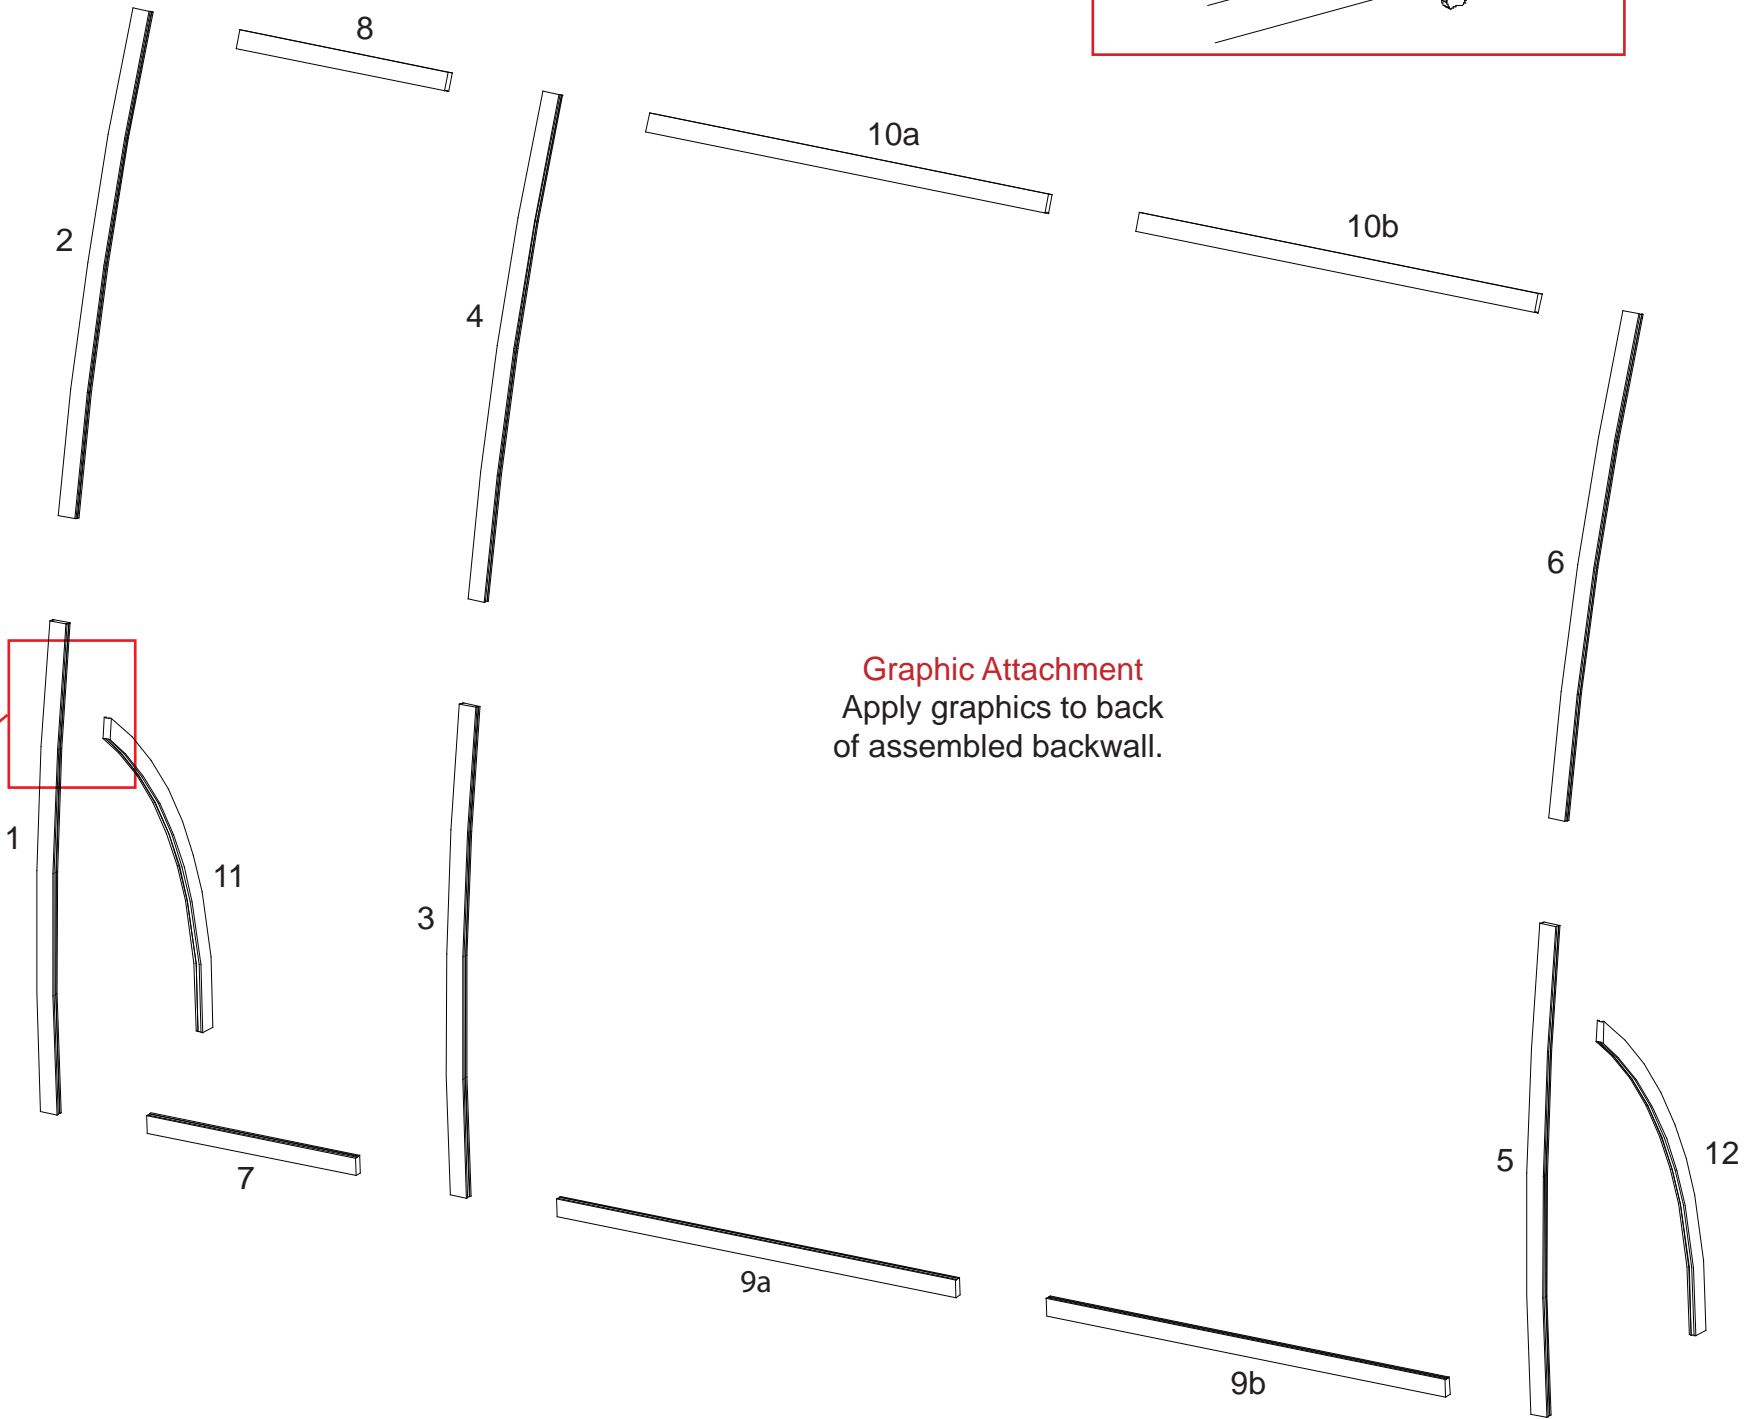 8
10a
2
10b
4
6
Graphic Attachment
Apply graphics to back
of assembled backwall.
1
11
3
12
5
7
9a
9b